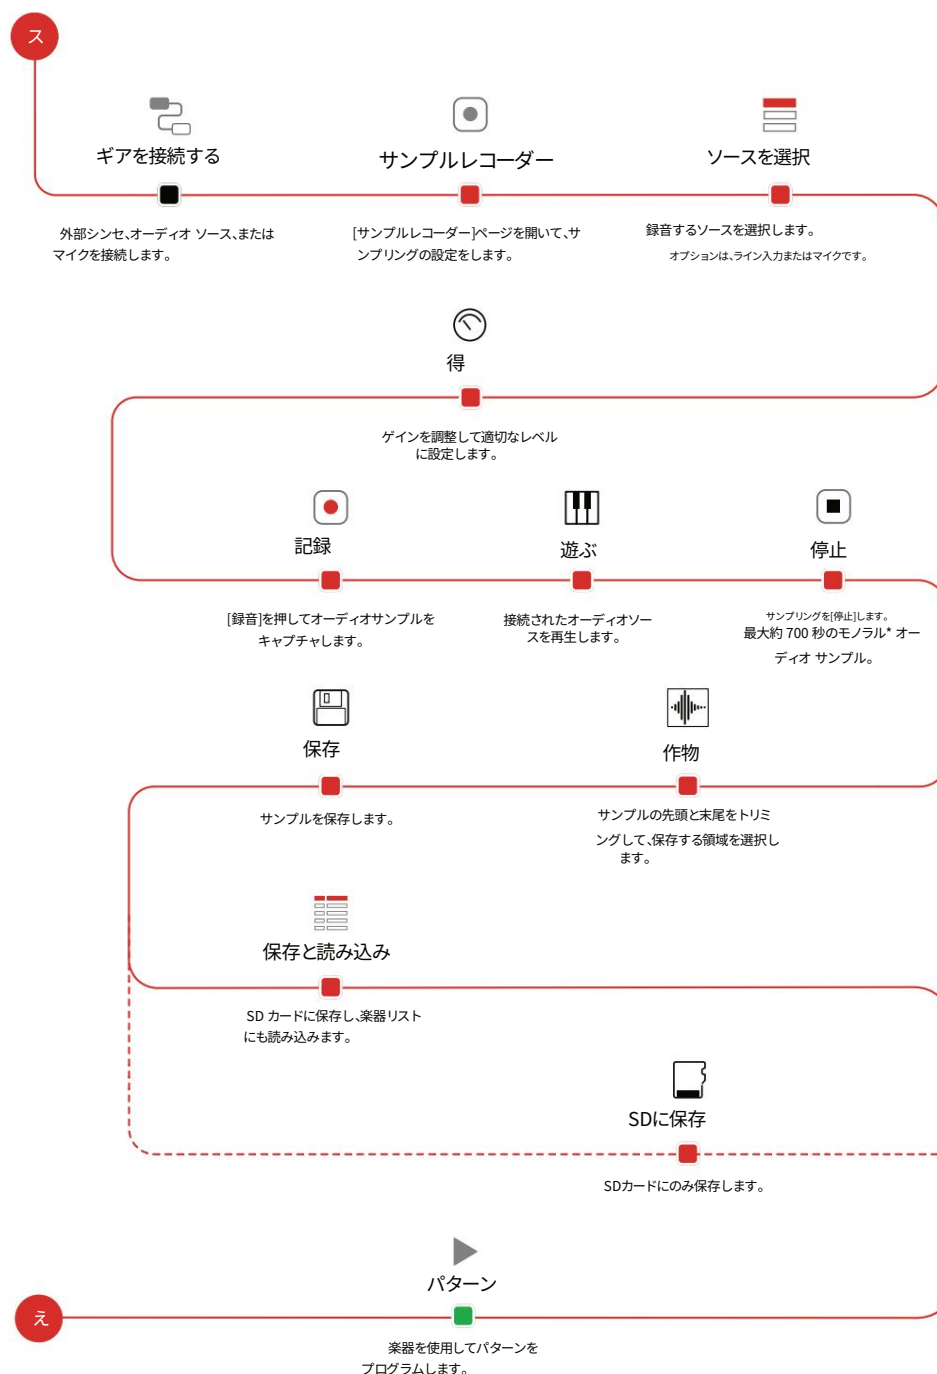 ス
ギアを接続する
サンプルレコーダー
ソースを選択
外部シンセ、オーディオ ソース、または
マイクを接続します。
[サンプルレコーダー]ページを開いて、サ
ンプリングの設定をします。
録音するソースを選択します。
オプションは、ライン入力またはマイクです。
得
ゲインを調整して適切なレベル
に設定します。
記録
遊ぶ
停止
[録音]を押してオーディオサンプルを
キャプチャします。
接続されたオーディオソー
スを再生します。
サンプリングを[停止]します。
最大約 700 秒のモノラル* オー
ディオ サンプル。
保存
作物
サンプルを保存します。
サンプルの先頭と末尾をトリミ
ングして、保存する領域を選択し
ます。
保存と読み込み
SD カードに保存し、楽器リスト
にも読み込みます。
SDに保存
SDカードにのみ保存します。
パターン
え
楽器を使用してパターンを
プログラムします。